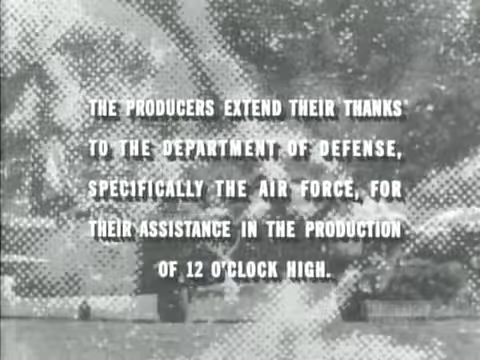 THE PRODUCERS EXTEND THEIR THANKS
TO THE DEPARTMENT OF DEFENSE,
SPECIFICALLY THE AIR FORCE, FOR
THEIR ASSISTANCE IN THE PRODUCTION
OF 12 O'CLOCK HIGH.